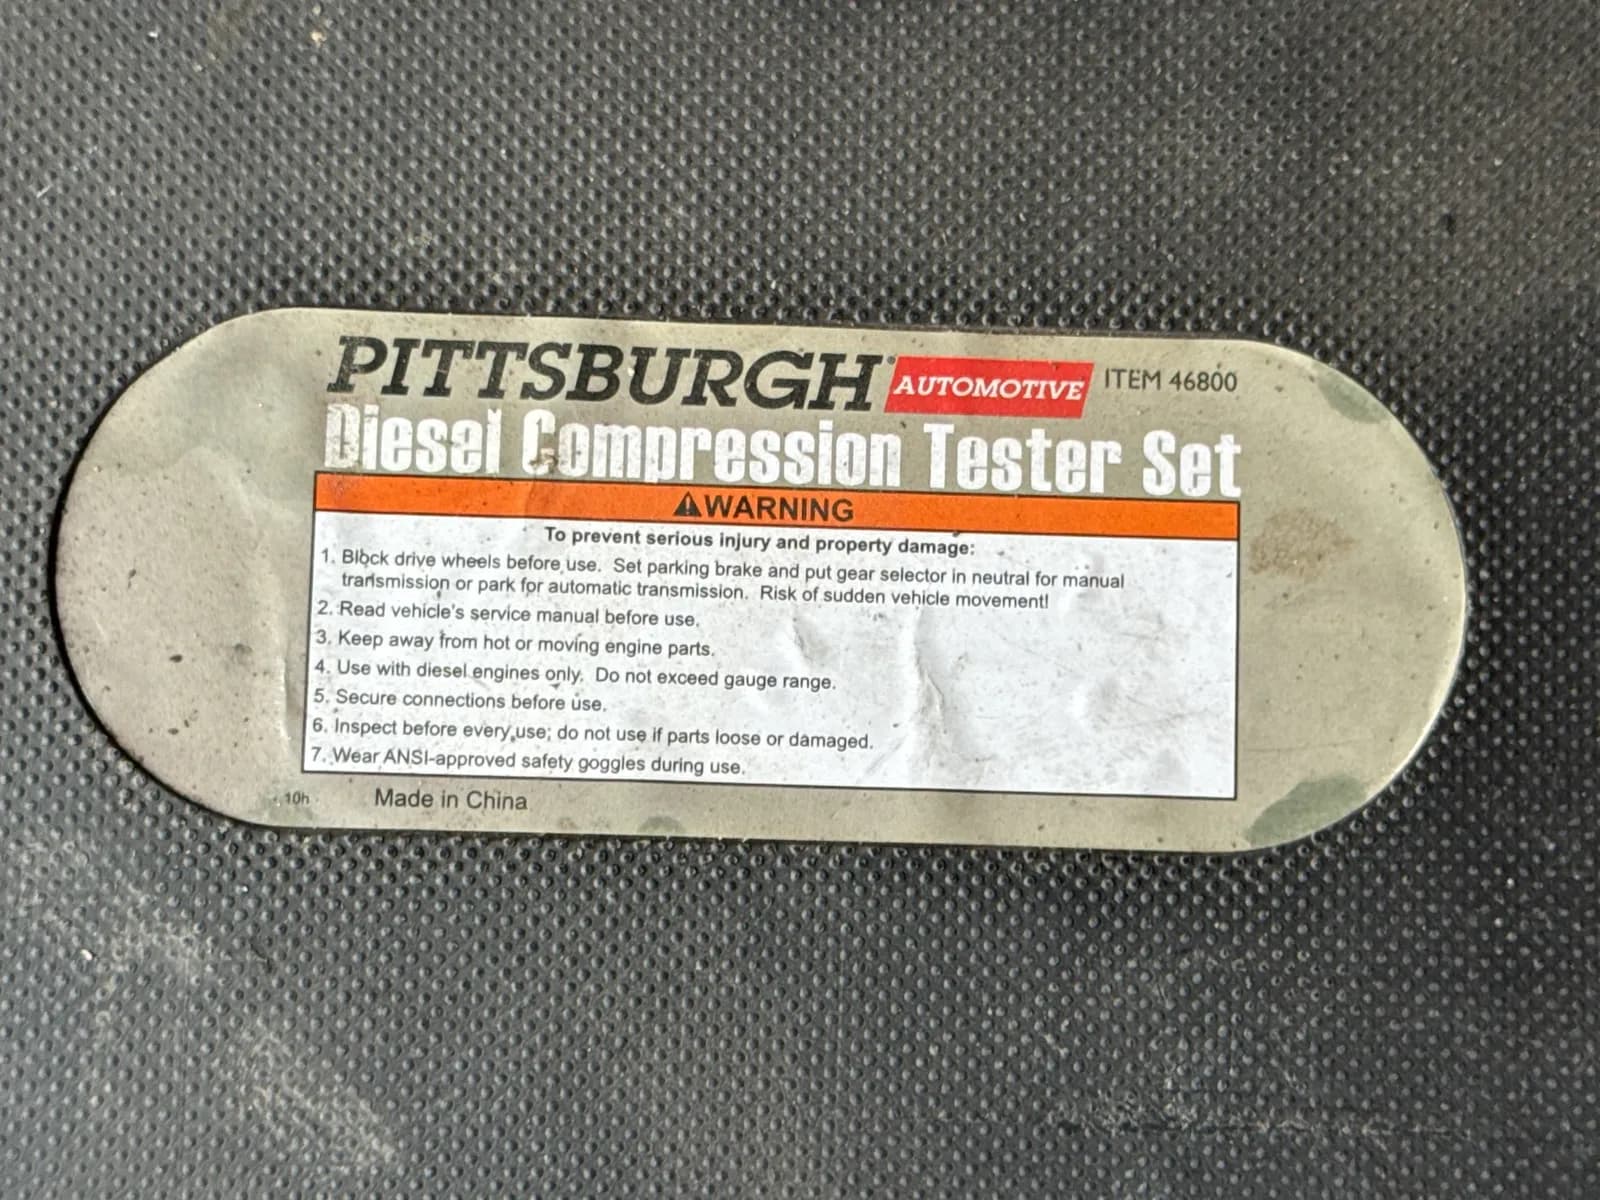 PITTSBURGH® AUTOMOTIVE ITEM 46800
Diesel Compression Tester Set
⚠WARNING
To prevent serious injury and property damage:
1. Block drive wheels before use. Set parking brake and put gear selector in neutral for manual
transmission or park for automatic transmission. Risk of sudden vehicle movement!
2. Read vehicle's service manual before use.
3. Keep away from hot or moving engine parts.
4. Use with diesel engines only. Do not exceed gauge range.
5. Secure connections before use.
6. Inspect before every use; do not use if parts loose or damaged.
7. Wear ANSI-approved safety goggles during use.
10h Made in China